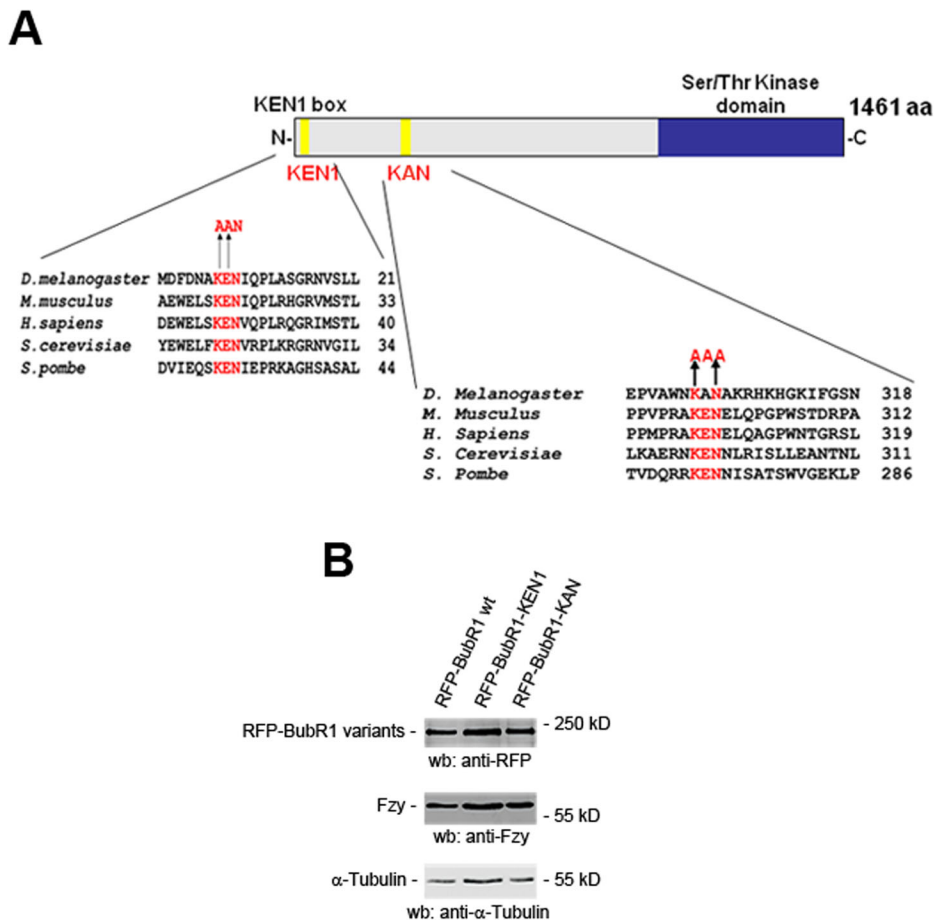 A
Ser/Thr Kinase
domain
KEN1 box
1461 aa
N-
-C
KEN1
KAN
AAN
D.melanogaster MDFDNAKENIQPLASGRNVSLL 21
M.musculus AEWELSKENIQPLRHGRVMSTL 33
H.sapiens DEWELSKENVQPLRQGRIMSTL 40
S.cerevisiae YEWELFKENVRPLKRGRNVGIL 34
S.pombe DVIEQSKENIEPRKAGHSASAL 44
AAA
D. Melanogaster EPVAWNKANAKRHKHGKIFGSN 318
M. Musculus PPVPRAKENELQPGPWSTDRPA 312
H. Sapiens PPMPRAKENELQAGPWNTGRSL 319
S. Cerevisiae LKAERNKENNLRISLLEANTNL 311
S. Pombe TVDQRRKENNISATSWVGEKLP 286
B
RFP-BubR1 wt
RFP-BubR1-KEN1
RFP-BubR1-KAN
RFP-BubR1 variants -
- 250 kD
wb: anti-RFP
Fzy -
- 55 kD
wb: anti-Fzy
α-Tubulin -
- 55 kD
wb: anti-α-Tubulin